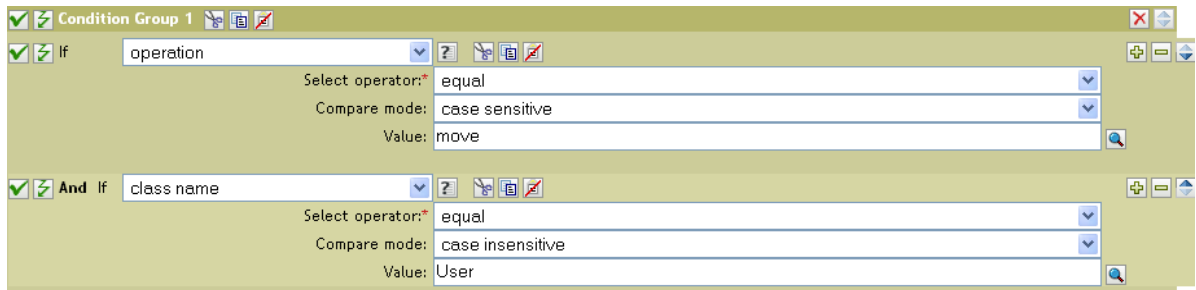 Condition Group 1
If operation
Select operator:* equal
Compare mode: case sensitive
Value: move
And If class name
Select operator:* equal
Compare mode: case insensitive
Value: User